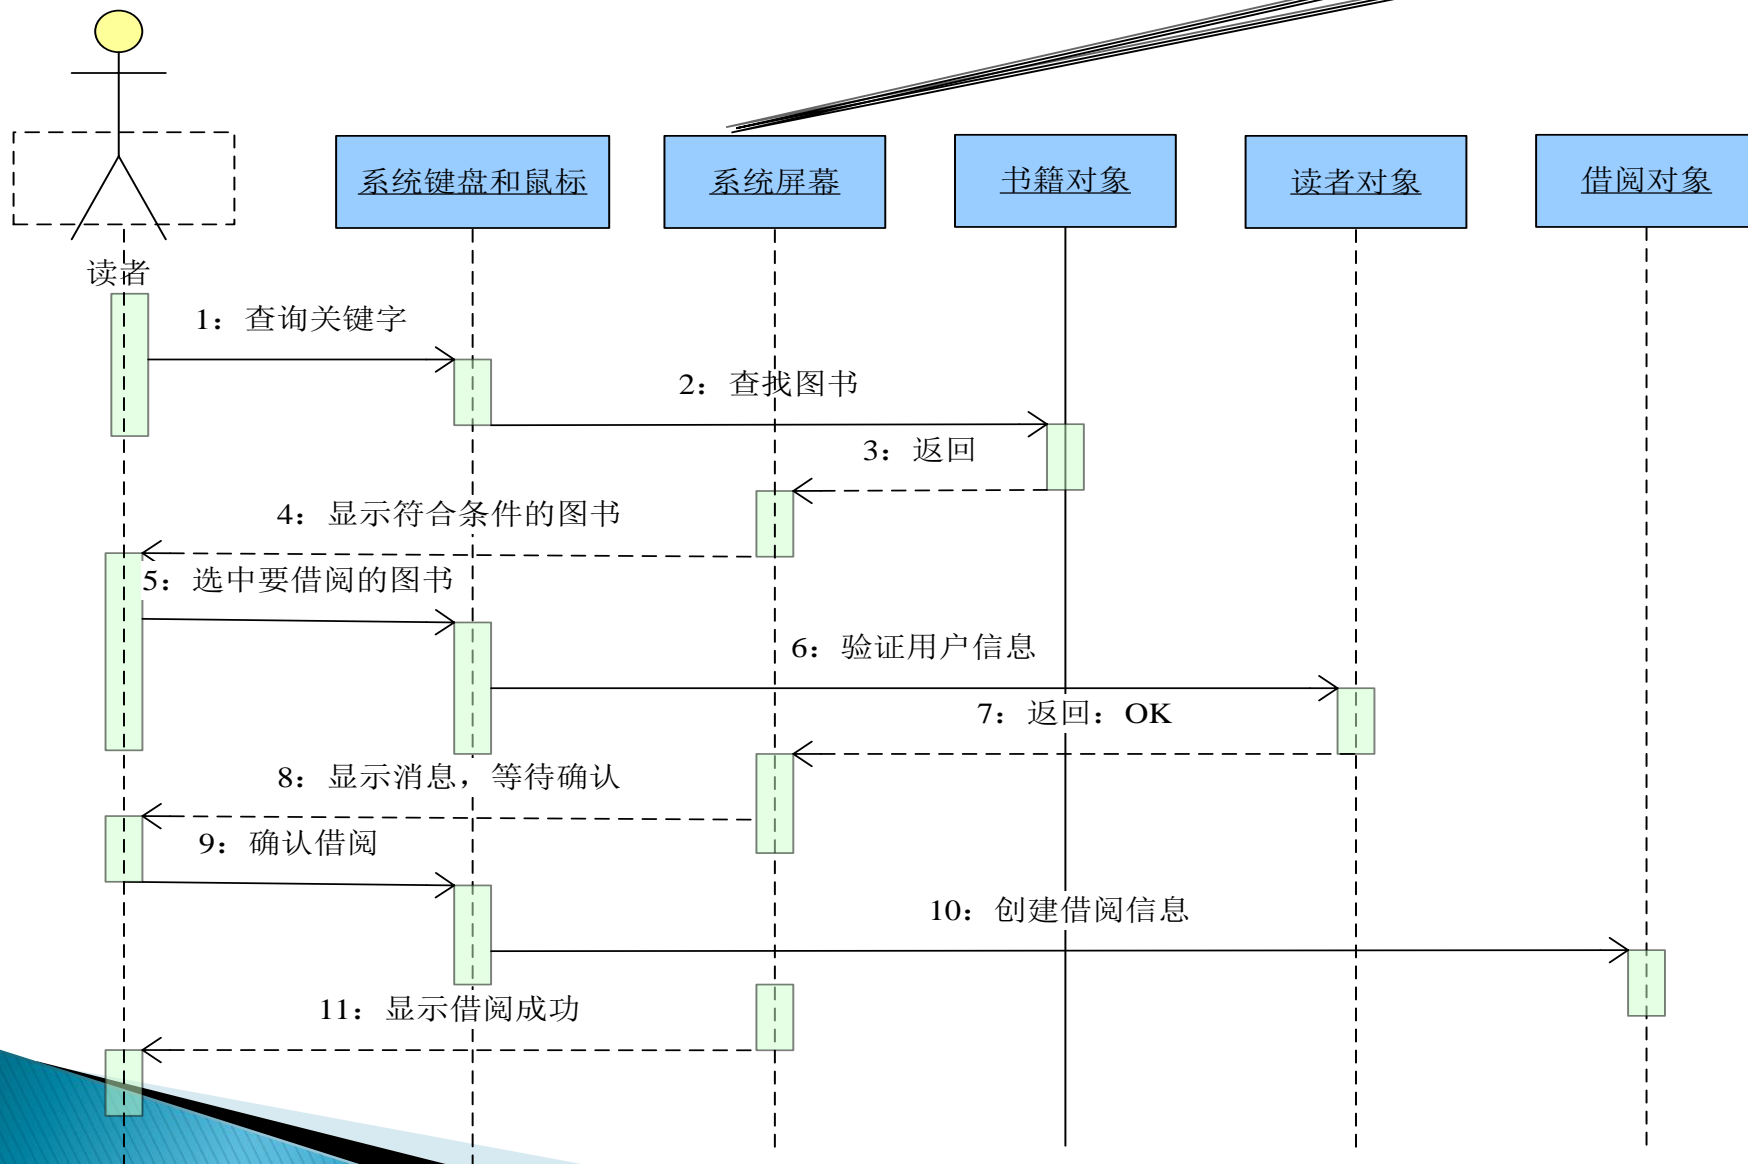 系统键盘和鼠标
系统屏幕
书籍对象
读者对象
借阅对象
读者
1：查询关键字
2：查找图书
3：返回
4：显示符合条件的图书
5：选中要借阅的图书
6：验证用户信息
7：返回：OK
8：显示消息，等待确认
9：确认借阅
10：创建借阅信息
11：显示借阅成功